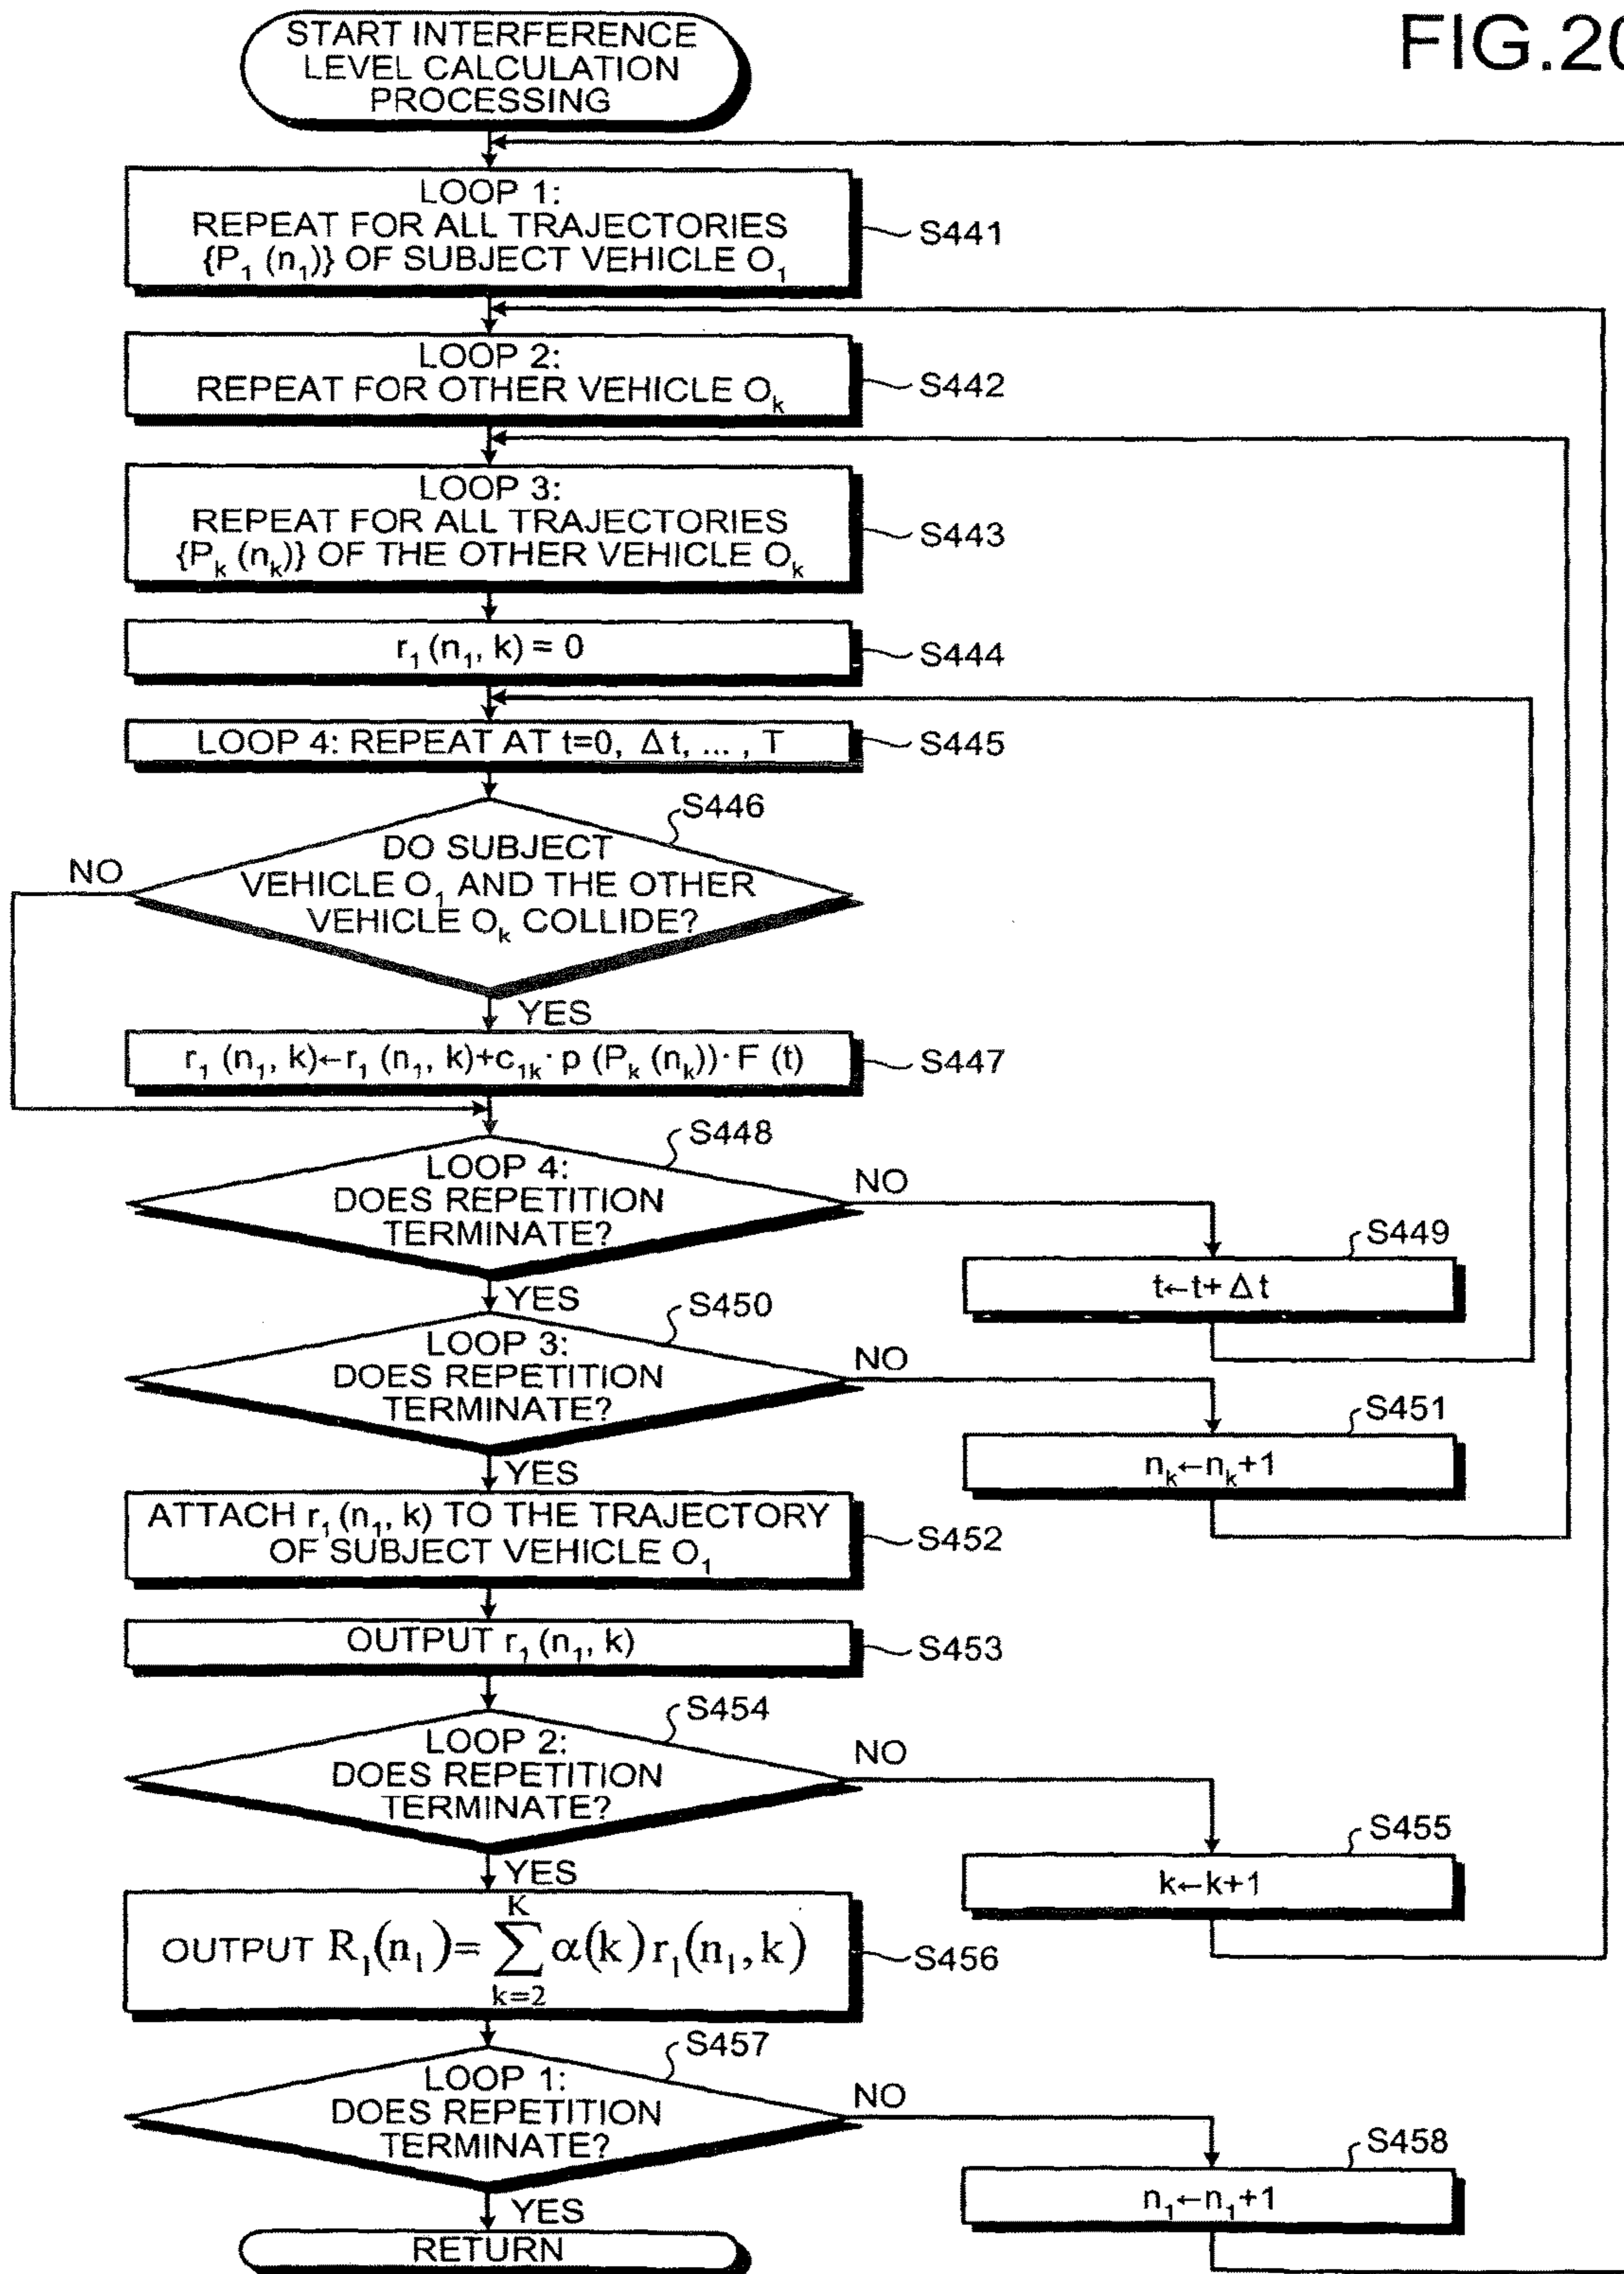 FIG.20
START INTERFERENCE
LEVEL CALCULATION
PROCESSING
LOOP 1:
REPEAT FOR ALL TRAJECTORIES
{P₁ (n₁)} OF SUBJECT VEHICLE O₁
S441
LOOP 2:
REPEAT FOR OTHER VEHICLE Oₖ
S442
LOOP 3:
REPEAT FOR ALL TRAJECTORIES
{Pₖ (nₖ)} OF THE OTHER VEHICLE Oₖ
S443
r₁ (n₁, k) = 0
S444
LOOP 4: REPEAT AT t=0, Δt, ... , T
S445
S446
DO SUBJECT
VEHICLE O₁ AND THE OTHER
VEHICLE Oₖ COLLIDE?
NO
YES
r₁ (n₁, k)←r₁ (n₁, k)+c₁ₖ· p (Pₖ (nₖ))· F (t)
S447
S448
LOOP 4:
DOES REPETITION
TERMINATE?
NO
YES
S449
t←t+ Δt
S450
LOOP 3:
DOES REPETITION
TERMINATE?
NO
YES
S451
nₖ←nₖ+1
ATTACH r₁ (n₁, k) TO THE TRAJECTORY
OF SUBJECT VEHICLE O₁
S452
OUTPUT r₁ (n₁, k)
S453
S454
LOOP 2:
DOES REPETITION
TERMINATE?
NO
YES
S455
k←k+1
OUTPUT R₁(n₁)= ∑ₖ₌₂ᴷ α(k) r₁(n₁, k)
S456
S457
LOOP 1:
DOES REPETITION
TERMINATE?
NO
YES
S458
n₁←n₁+1
RETURN